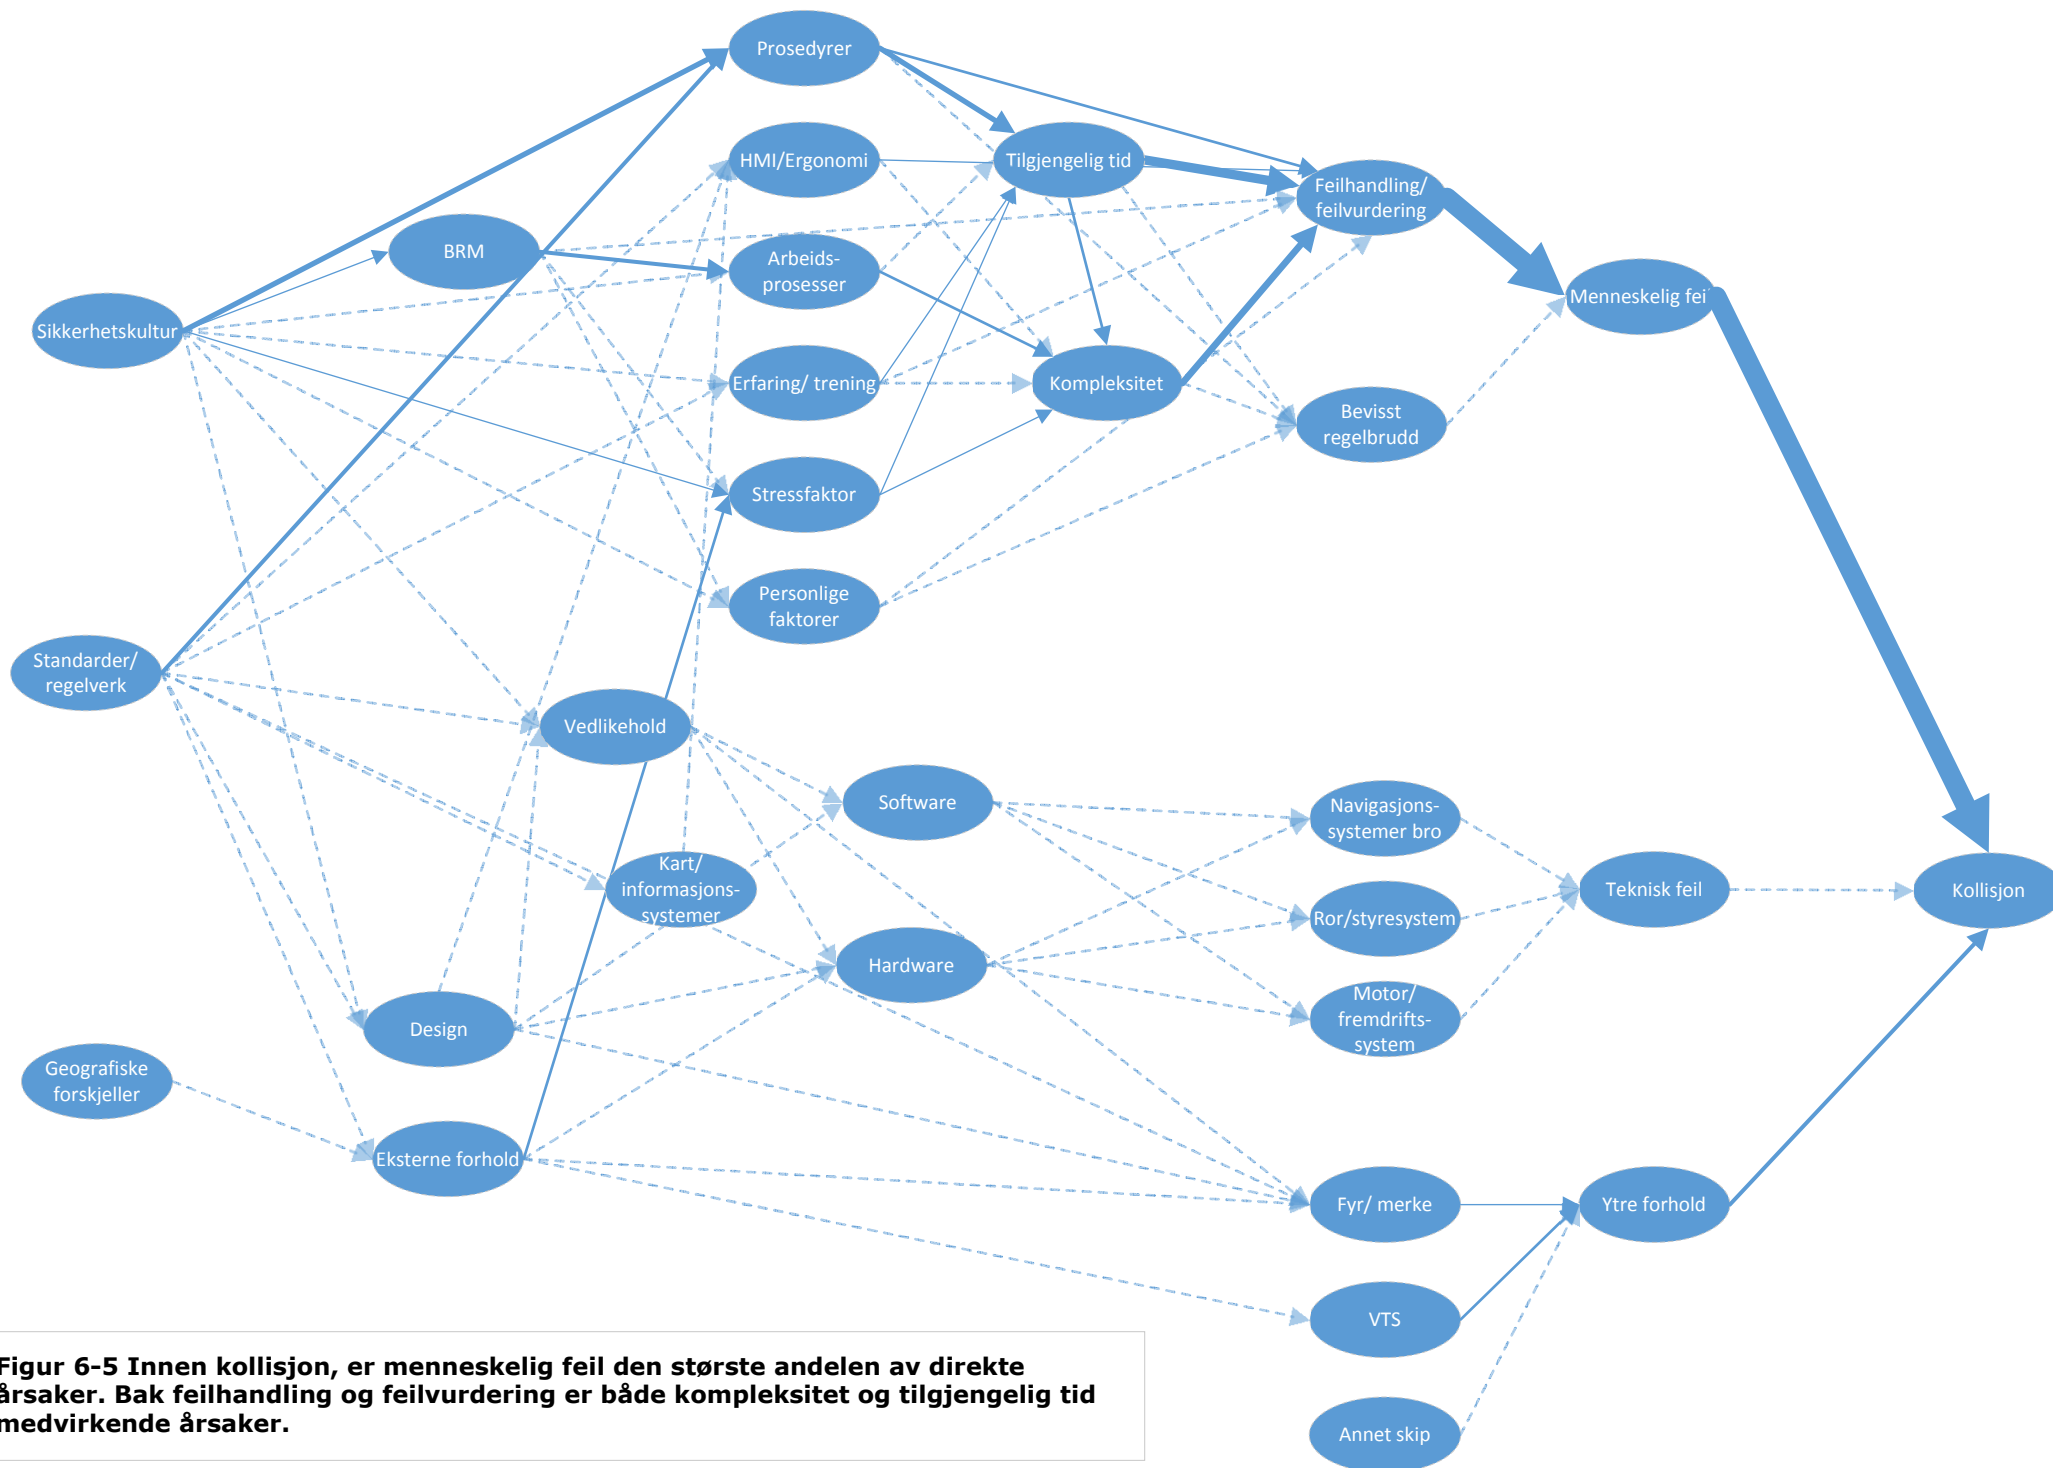 Prosedyrer
HMI/Ergonomi
Tilgjengelig tid
Feilhandling/
feilvurdering
BRM
Arbeids-
prosesser
Menneskelig feil
Sikkerhetskultur
Erfaring/ trening
Kompleksitet
Bevisst
regelbrudd
Stressfaktor
Personlige
faktorer
Standarder/
regelverk
Vedlikehold
Software
Navigasjons-
systemer bro
Kart/
informasjons-
systemer
Teknisk feil
Kollisjon
Ror/styresystem
Hardware
Motor/
fremdrifts-
system
Design
Geografiske
forskjeller
Eksterne forhold
Fyr/ merke
Ytre forhold
VTS
Annet skip
Figur 6-5 Innen kollisjon, er menneskelig feil den største andelen av direkte
årsaker. Bak feilhandling og feilvurdering er både kompleksitet og tilgjengelig tid
medvirkende årsaker.